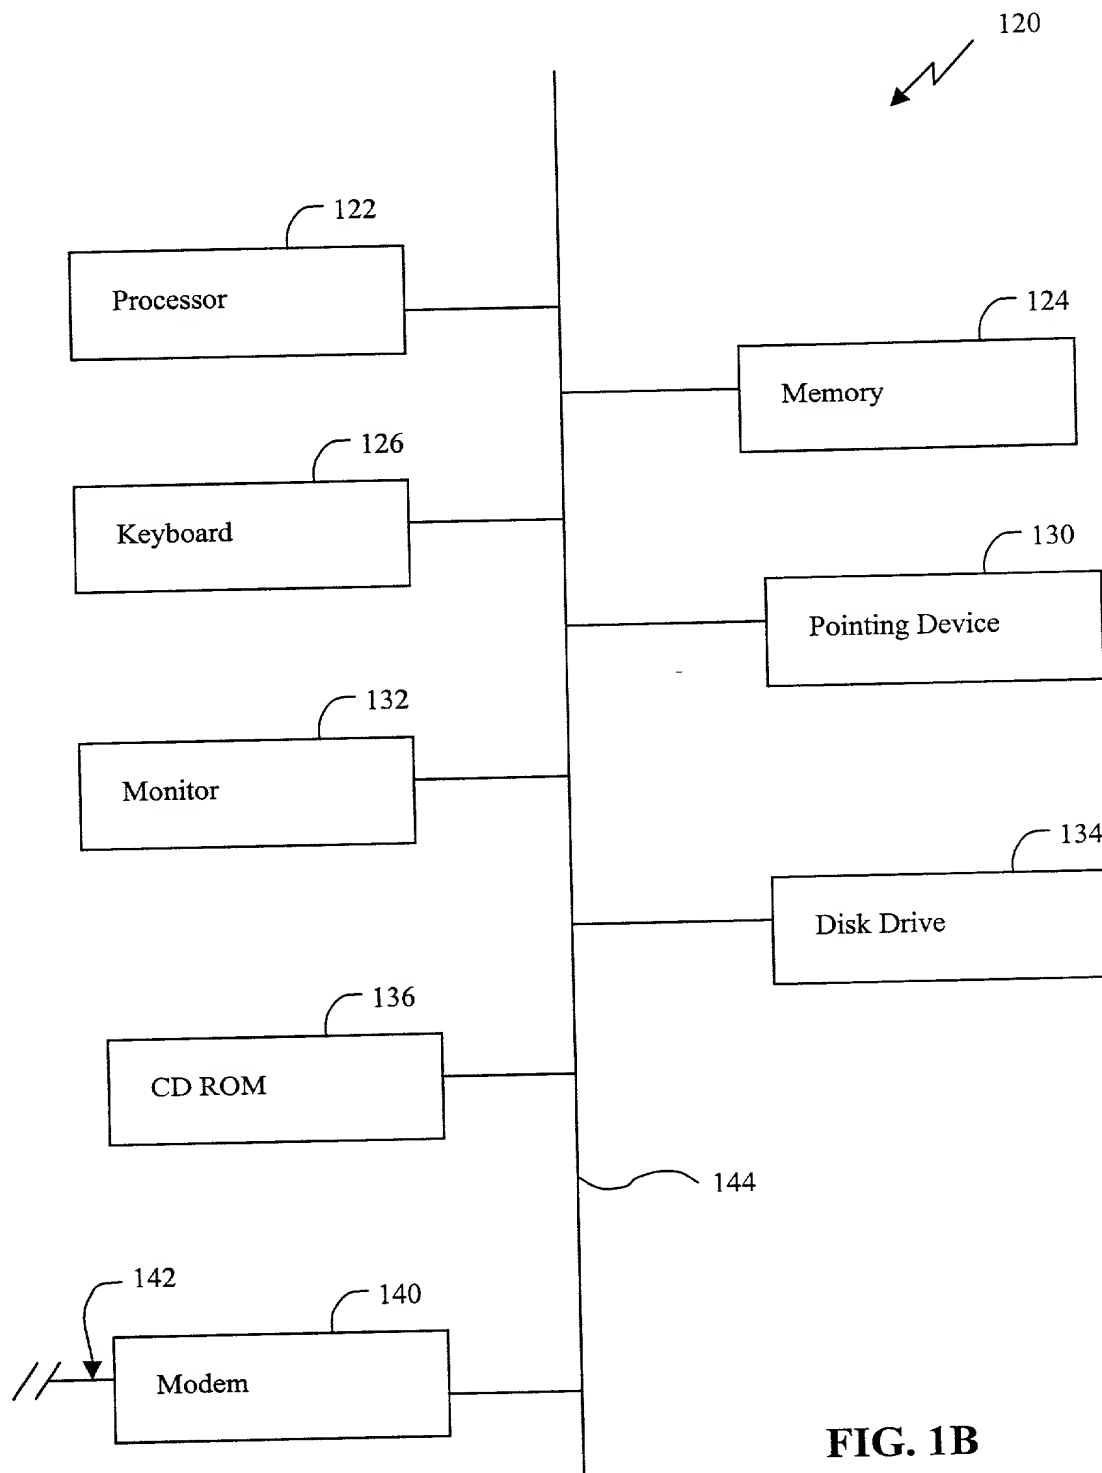 120
122
Processor
124
Memory
126
Keyboard
130
Pointing Device
132
Monitor
134
Disk Drive
136
CD ROM
144
142
140
Modem
FIG. 1B